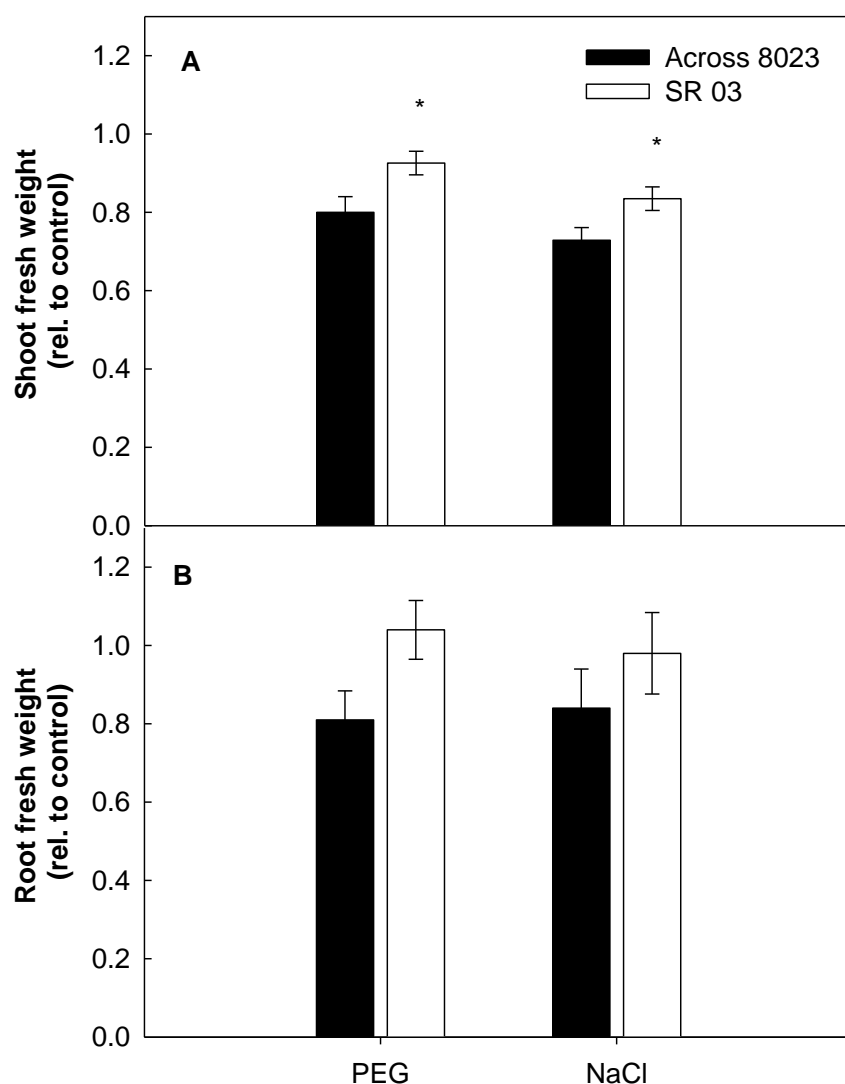 A
Across 8023
SR 03
*
*
Shoot fresh weight
(rel. to control)
1.2
1.0
0.8
0.6
0.4
0.2
0.0
B
Root fresh weight
(rel. to control)
1.2
1.0
0.8
0.6
0.4
0.2
0.0
PEG
NaCl